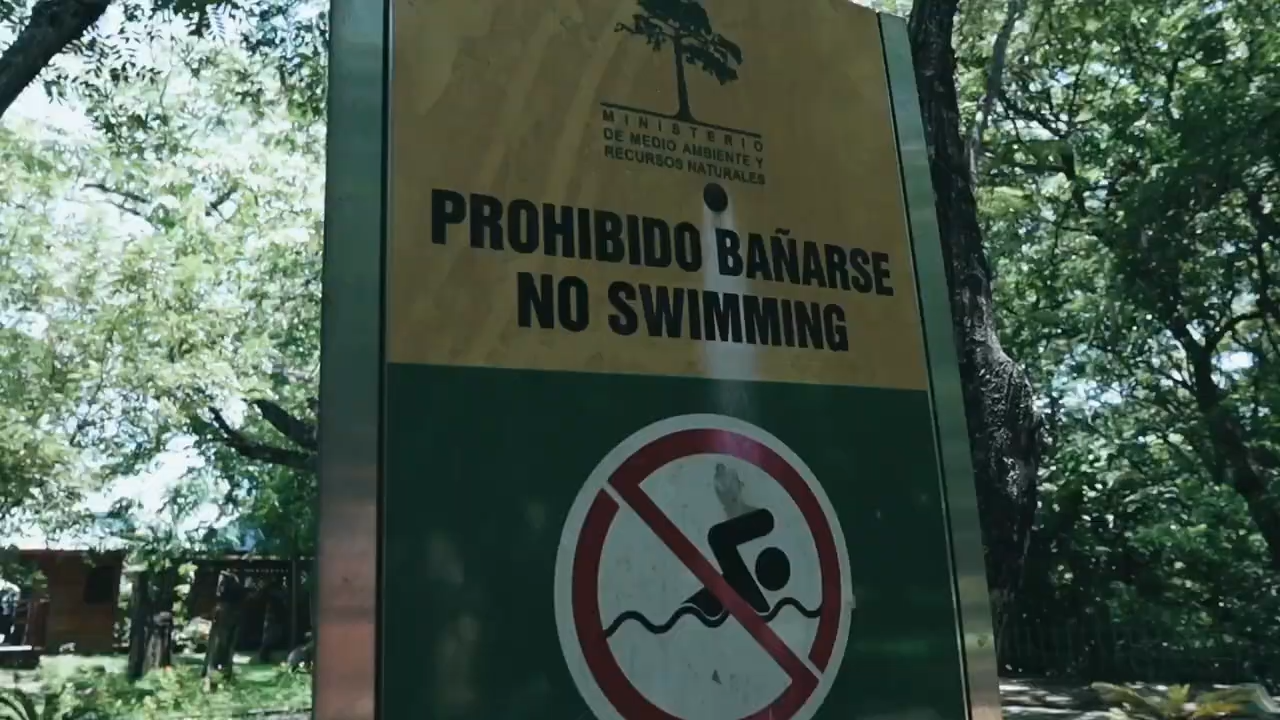 MINISTERIO
DE MEDIO AMBIENTE Y
RECURSOS NATURALES
PROHIBIDO BAÑARSE
NO SWIMMING